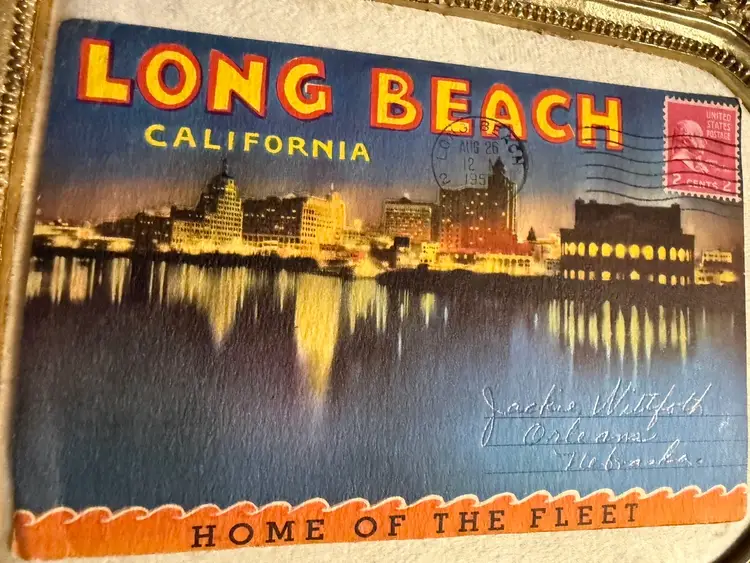 LONG BEACH
CALIFORNIA
UNITED
STATES
POSTAGE
2 CENTS 2
LONG BEACH
AUG 26
12 M
Jackie Wittfoth
Orleans
Nebraska.
HOME OF THE FLEET